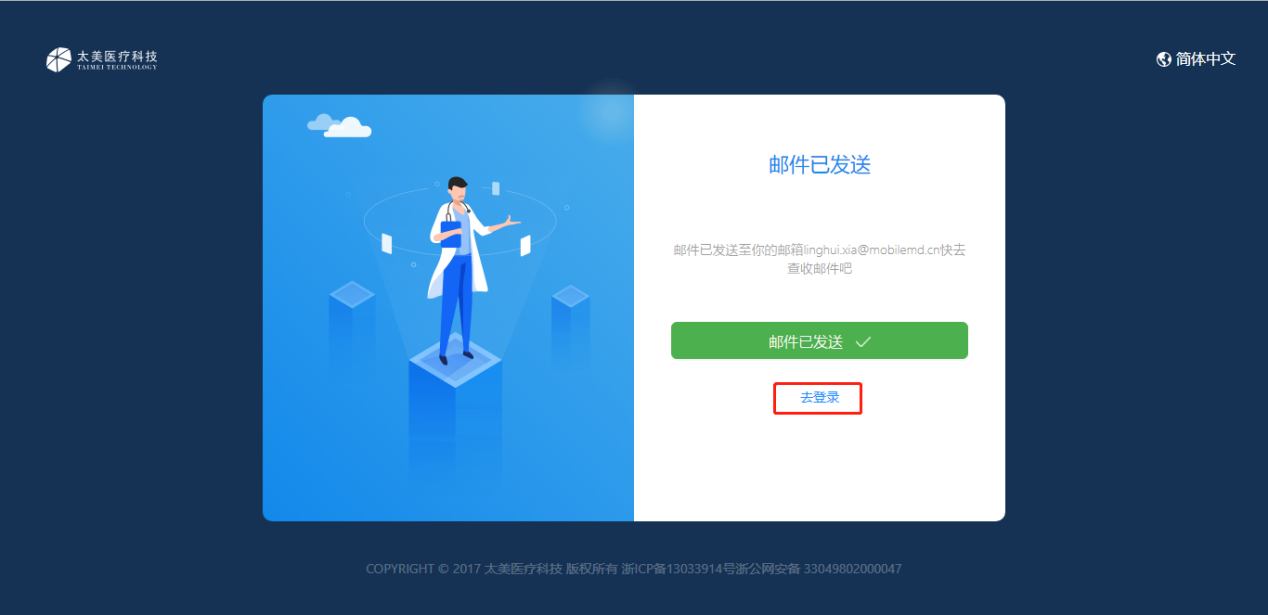 太美医疗科技
TAIMEI TECHNOLOGY
简体中文
邮件已发送
邮件已发送至你的邮箱linghui.xia@mobilemd.cn快去
查收邮件吧
邮件已发送
去登录
COPYRIGHT © 2017 太美医疗科技 版权所有 浙ICP备13033914号浙公网安备 33049802000047